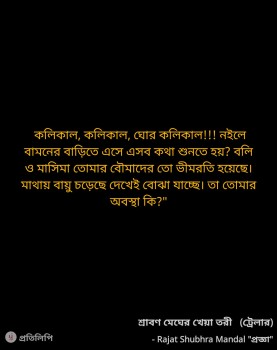 কলিকাল, কলিকাল, ঘোর কলিকাল!!! নইলে
বামনের বাড়িতে এসে এসব কথা শুনতে হয়? বলি
ও মাসিমা তোমার বৌমাদের তো ভীমরতি হয়েছে।
মাথায় বায়ু চড়েছে দেখেই বোঝা যাচ্ছে। তা তোমার
অবস্থা কি?"
শ্রাবণ মেঘের খেয়া তরী (ট্রেলার)
প্রতিলিপি
- Rajat Shubhra Mandal "প্রজ্ঞা"